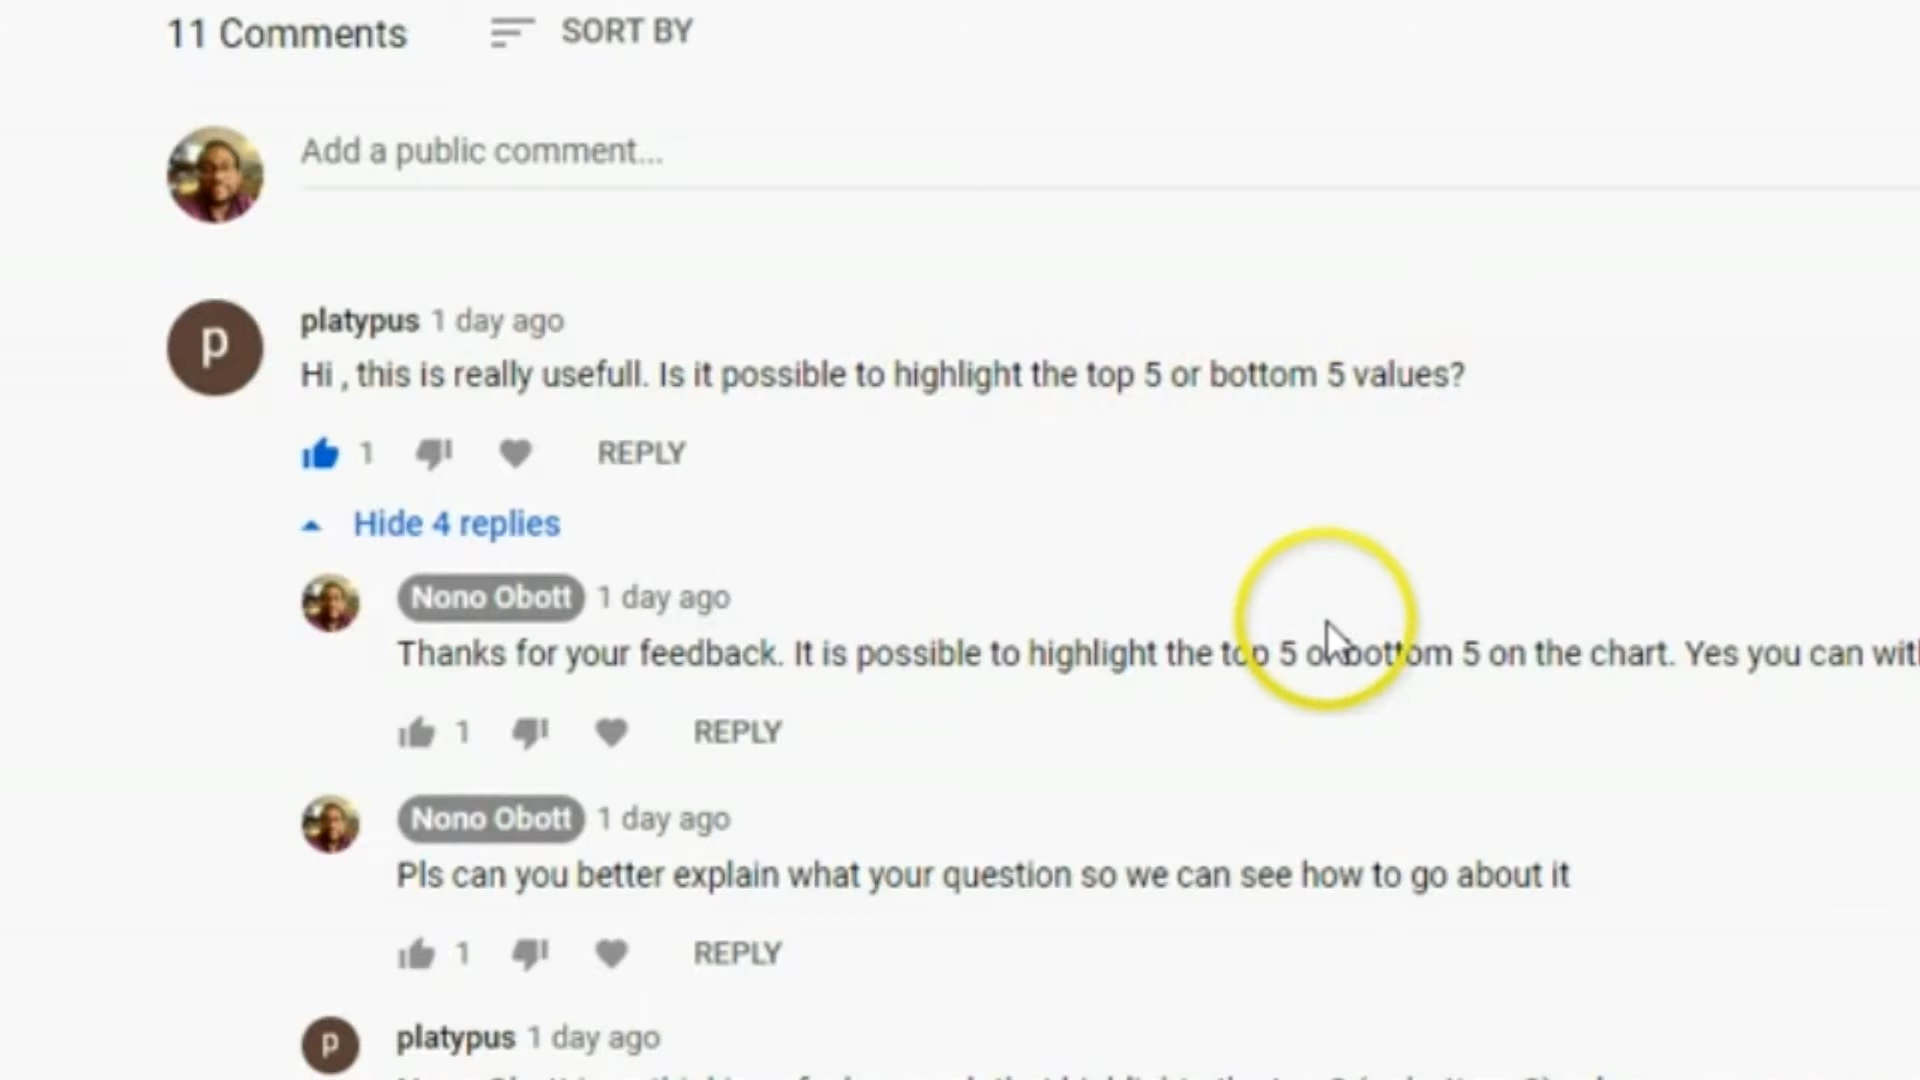 11 Comments SORT BY
Add a public comment...
P
platypus 1 day ago
Hi , this is really usefull. Is it possible to highlight the top 5 or bottom 5 values?
1 REPLY
Hide 4 replies
Nono Obott 1 day ago
Thanks for your feedback. It is possible to highlight the top 5 or bottom 5 on the chart. Yes you can with
1 REPLY
Nono Obott 1 day ago
Pls can you better explain what your question so we can see how to go about it
1 REPLY
P
platypus 1 day ago